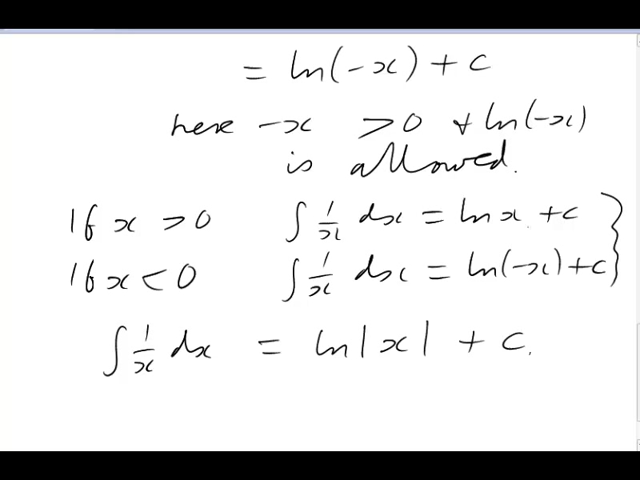 = ln(-x) + c
here -x > 0 & ln(-x)
is allowed.
If x > 0 ∫ 1/x dx = ln x + c
If x < 0 ∫ 1/x dx = ln(-x) + c
∫ 1/x dx = ln|x| + c.